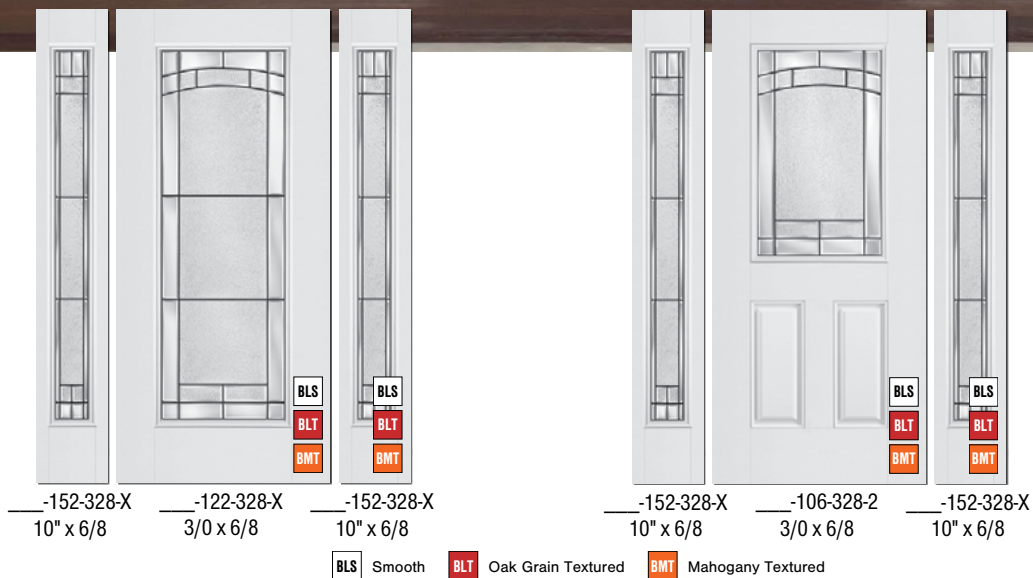 BLS
BLT
BMT
BLS
BLT
BMT
BLS
BLT
BMT
BLS
BLT
BMT
___-152-328-X ___-122-328-X ___-152-328-X ___-152-328-X ___-106-328-2 ___-152-328-X
10" x 6/8 3/0 x 6/8 10" x 6/8 10" x 6/8 3/0 x 6/8 10" x 6/8
BLS Smooth BLT Oak Grain Textured BMT Mahogany Textured